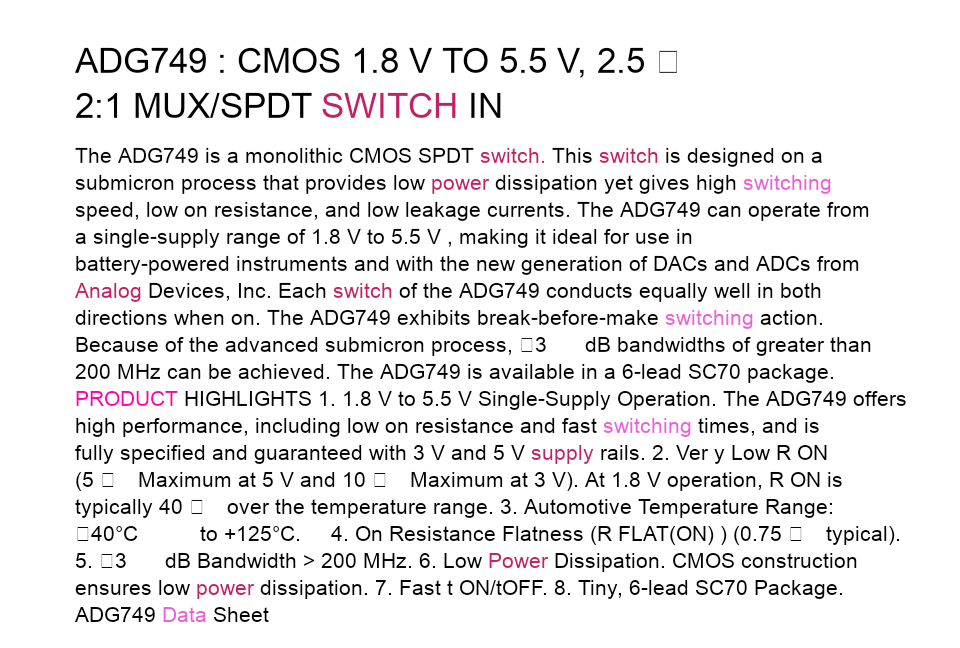 ADG749 : CMOS 1.8 V TO 5.5 V, 2.5 □
2:1 MUX/SPDT SWITCH IN
The ADG749 is a monolithic CMOS SPDT switch. This switch is designed on a
submicron process that provides low power dissipation yet gives high switching
speed, low on resistance, and low leakage currents. The ADG749 can operate from
a single-supply range of 1.8 V to 5.5 V , making it ideal for use in
battery-powered instruments and with the new generation of DACs and ADCs from
Analog Devices, Inc. Each switch of the ADG749 conducts equally well in both
directions when on. The ADG749 exhibits break-before-make switching action.
Because of the advanced submicron process, □3 dB bandwidths of greater than
200 MHz can be achieved. The ADG749 is available in a 6-lead SC70 package.
PRODUCT HIGHLIGHTS 1. 1.8 V to 5.5 V Single-Supply Operation. The ADG749 offers
high performance, including low on resistance and fast switching times, and is
fully specified and guaranteed with 3 V and 5 V supply rails. 2. Ver y Low R ON
(5 □ Maximum at 5 V and 10 □ Maximum at 3 V). At 1.8 V operation, R ON is
typically 40 □ over the temperature range. 3. Automotive Temperature Range:
□40°C to +125°C. 4. On Resistance Flatness (R FLAT(ON) ) (0.75 □ typical).
5. □3 dB Bandwidth > 200 MHz. 6. Low Power Dissipation. CMOS construction
ensures low power dissipation. 7. Fast t ON/tOFF. 8. Tiny, 6-lead SC70 Package.
ADG749 Data Sheet